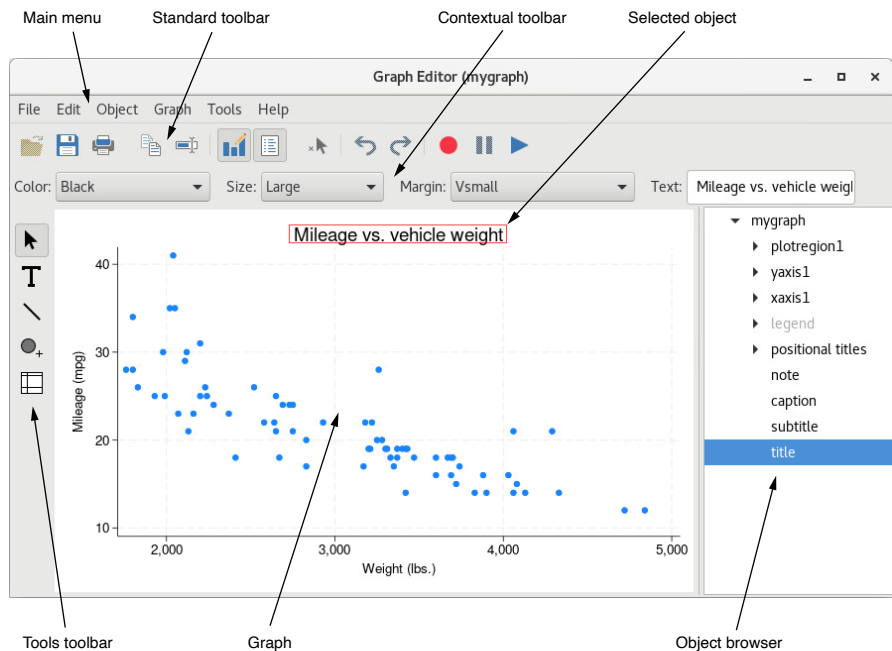 Main menu Standard toolbar Contextual toolbar Selected object
Graph Editor (mygraph)
File Edit Object Graph Tools Help
Color: Black Size: Large Margin: Vsmall Text: Mileage vs. vehicle weigl
Mileage vs. vehicle weight
mygraph
plotregion1
yaxis1
xaxis1
legend
positional titles
note
caption
subtitle
title
Mileage (mpg)
40
30
20
10
2,000 3,000 4,000 5,000
Weight (lbs.)
Tools toolbar Graph Object browser